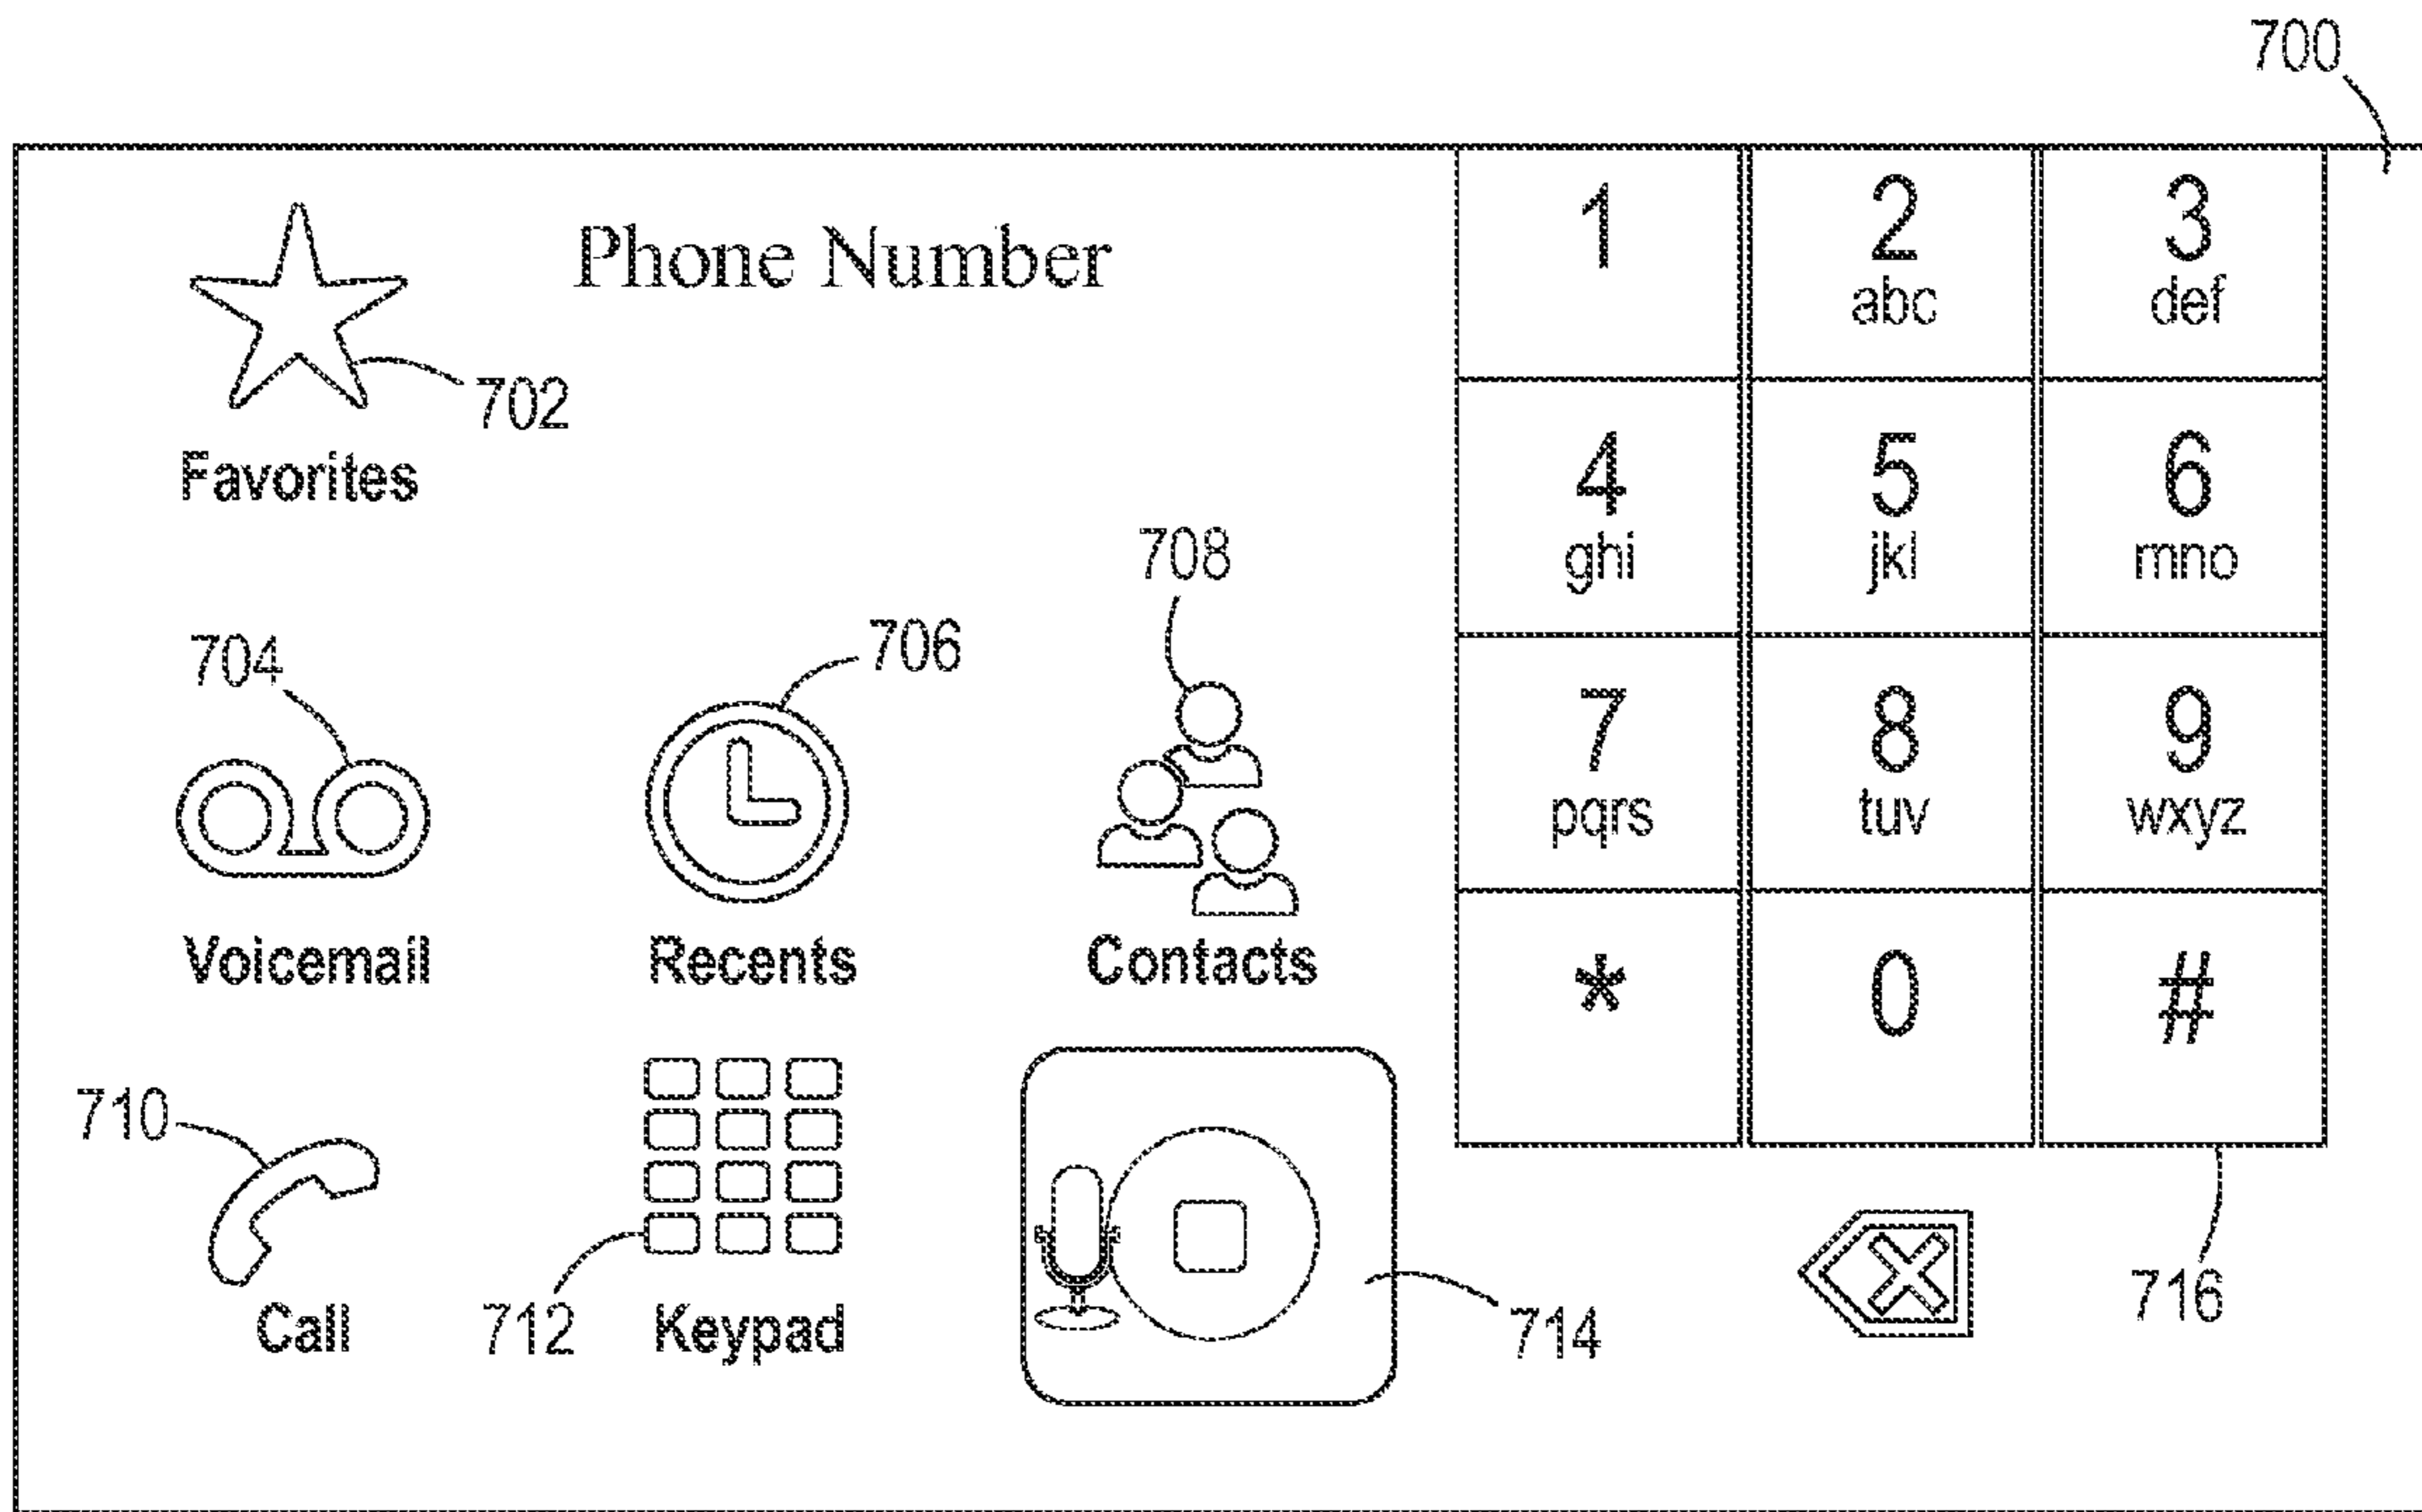 700
Phone Number
702
Favorites
704
706
708
Voicemail
Recents
Contacts
710
Call
712
Keypad
714
1
2
3
abc
def
4
5
6
ghi
jkl
mno
7
8
9
pqrs
tuv
wxyz
*
0
#
716